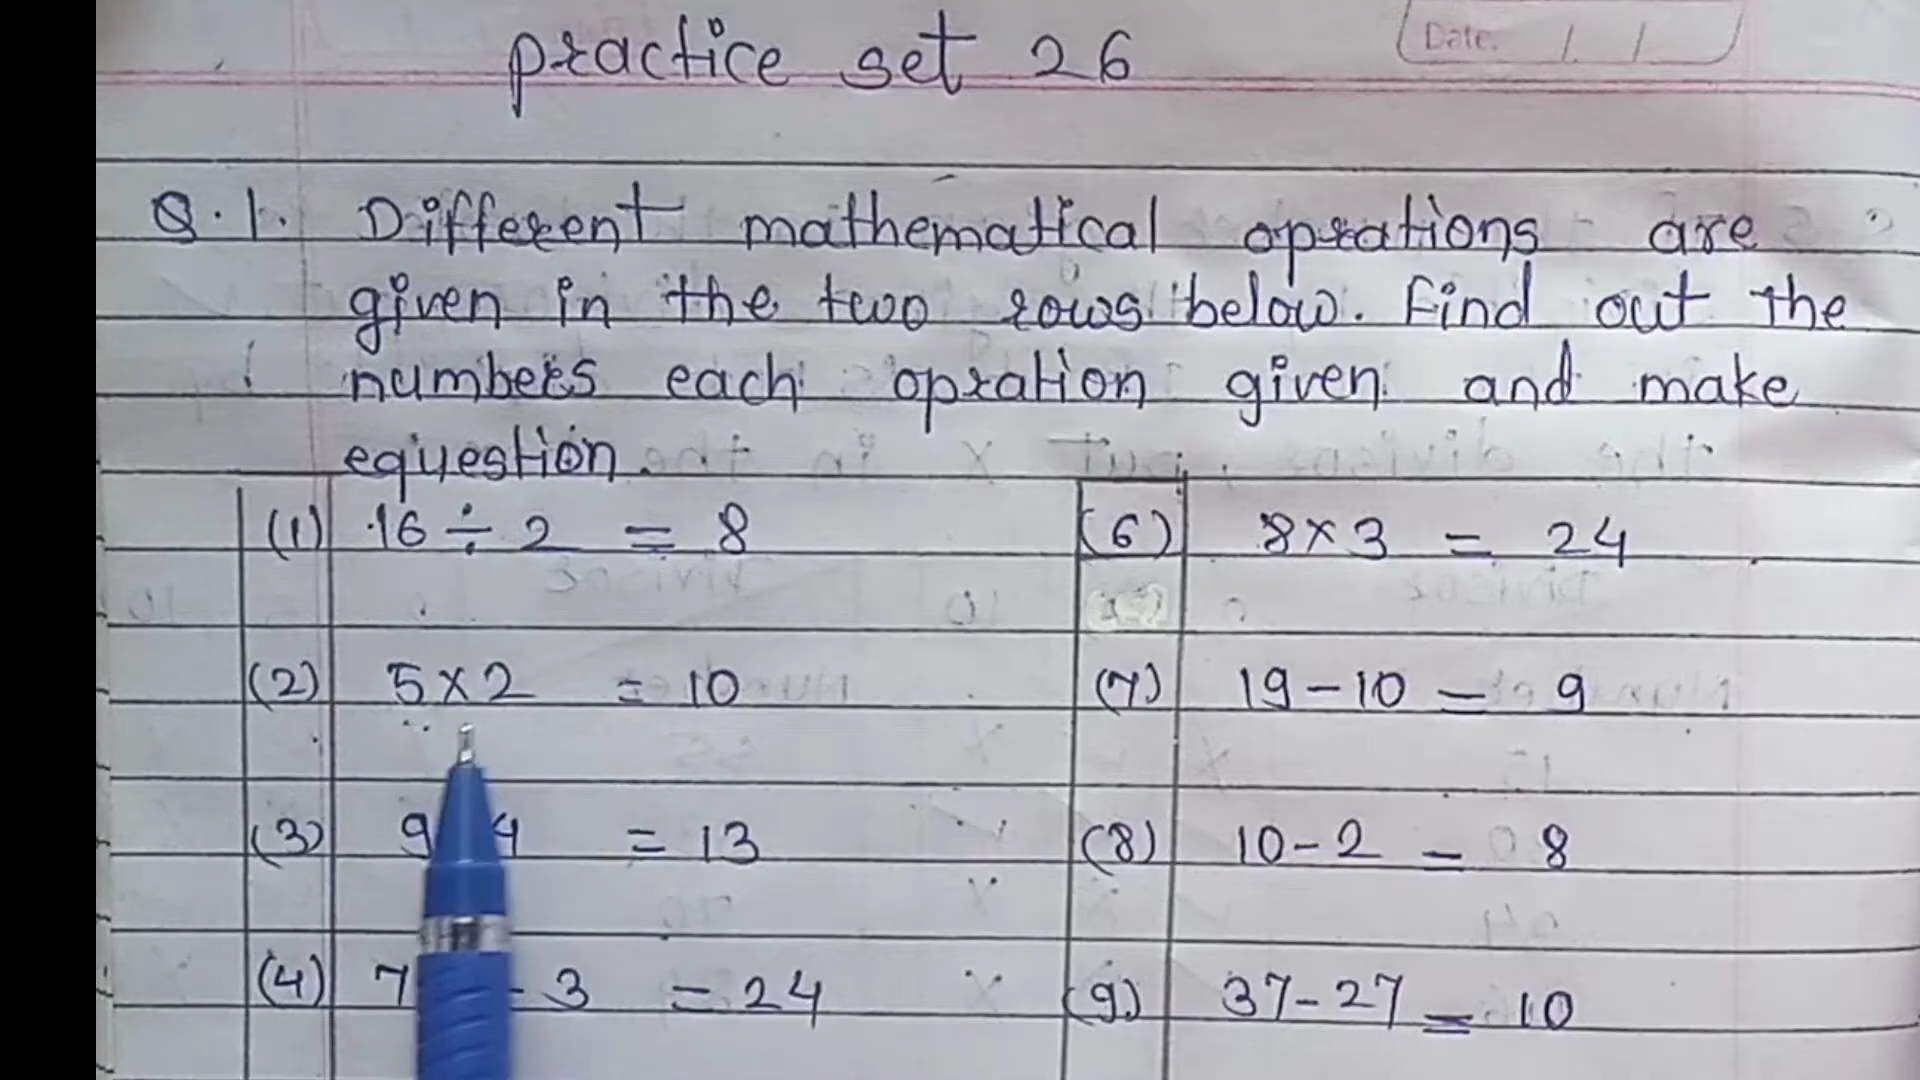 practice set 26
Date. / /
Q.1. Different mathematical oprations are
given in the two rows below. Find out the
numbers each opration given and make
equestion.
(1) 16 ÷ 2 = 8
(6) 8 × 3 = 24
(2) 5 × 2 = 10
(7) 19 - 10 = 9
(3) 9 4 = 13
(8) 10 - 2 = 8
(4) 7 - 3 = 24
(9) 37 - 27 = 10